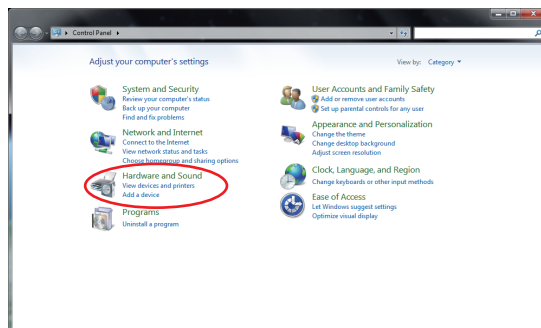 Control Panel
Adjust your computer's settings
View by: Category
System and Security
Review your computer's status
Back up your computer
Find and fix problems
Network and Internet
Connect to the Internet
View network status and tasks
Choose homegroup and sharing options
Hardware and Sound
View devices and printers
Add a device
Programs
Uninstall a program
User Accounts and Family Safety
Add or remove user accounts
Set up parental controls for any user
Appearance and Personalization
Change the theme
Change desktop background
Adjust screen resolution
Clock, Language, and Region
Change keyboards or other input methods
Ease of Access
Let Windows suggest settings
Optimize visual display